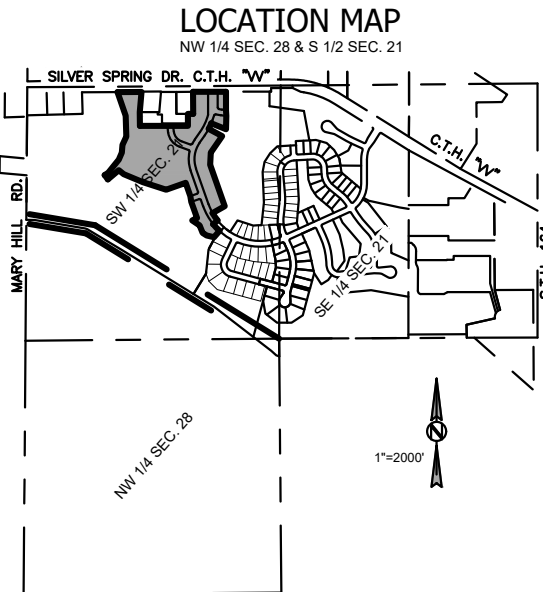 LOCATION MAP
NW 1/4 SEC. 28 & S 1/2 SEC. 21
SILVER SPRING DR. C.T.H. "W"
C.T.H. "W"
SW 1/4 SEC. 21
MARY HILL RD.
SE 1/4 SEC. 21
NW 1/4 SEC. 28
N
1"=2000'